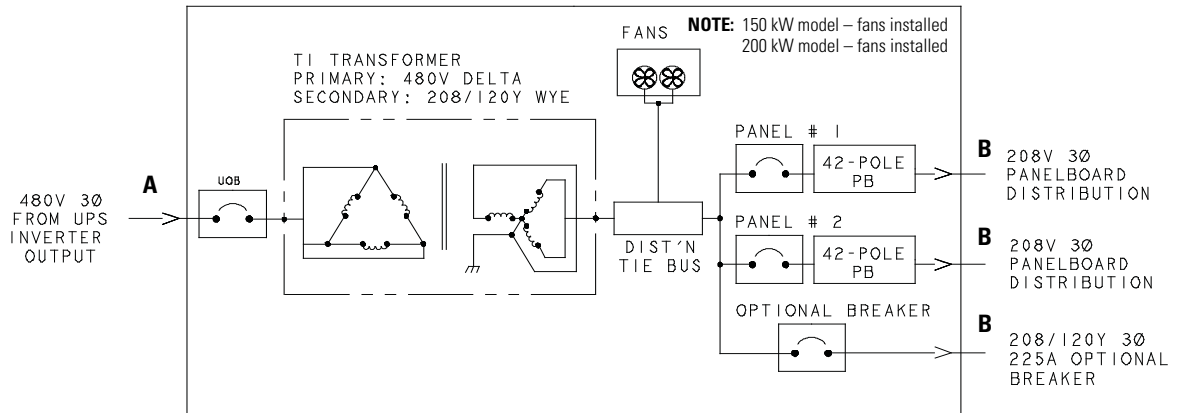 NOTE: 150 kW model – fans installed
200 kW model – fans installed
FANS
T1 TRANSFORMER
PRIMARY: 480V DELTA
SECONDARY: 208/120Y WYE
A
480V 3Ø
FROM UPS
INVERTER
OUTPUT
UOB
DIST'N
TIE BUS
PANEL # 1
42-POLE
PB
B
208V 3Ø
PANELBOARD
DISTRIBUTION
PANEL # 2
42-POLE
PB
B
208V 3Ø
PANELBOARD
DISTRIBUTION
OPTIONAL BREAKER
B
208/120Y 3Ø
225A OPTIONAL
BREAKER